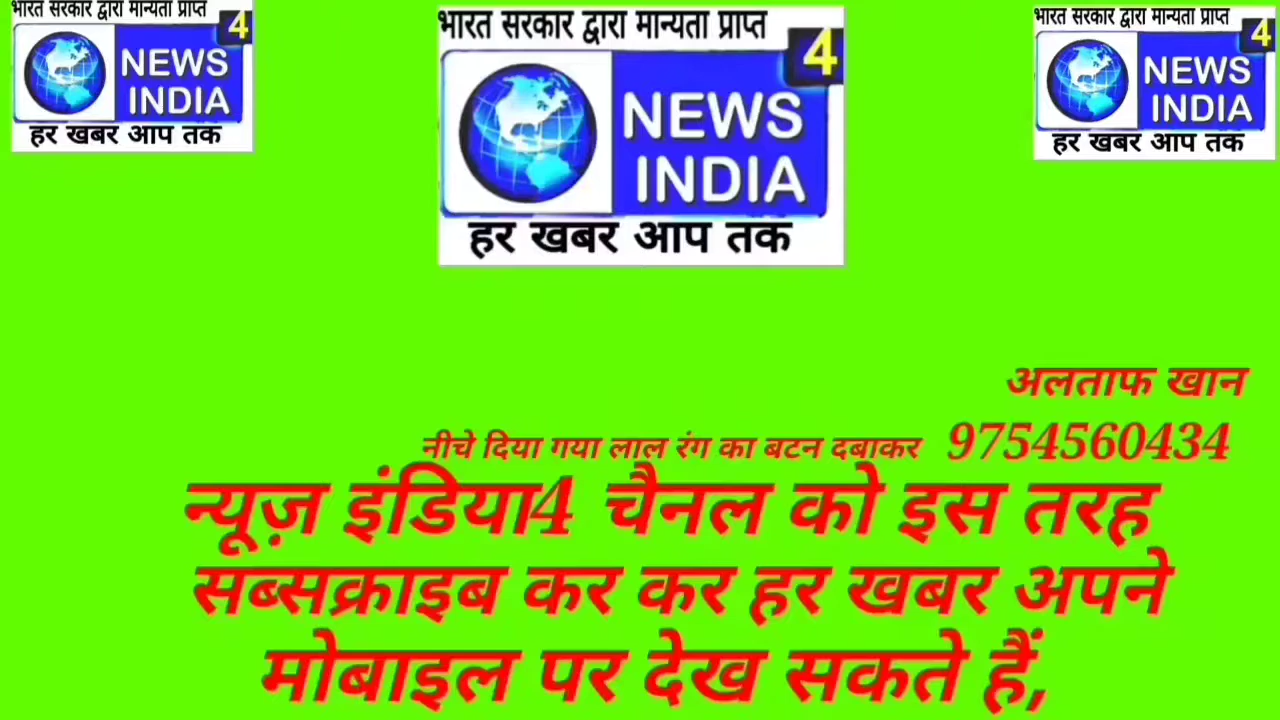 भारत सरकार द्वारा मान्यता प्राप्त
4
NEWS
INDIA
हर खबर आप तक
भारत सरकार द्वारा मान्यता प्राप्त
4
NEWS
INDIA
हर खबर आप तक
भारत सरकार द्वारा मान्यता प्राप्त
4
NEWS
INDIA
हर खबर आप तक
अलताफ खान
नीचे दिया गया लाल रंग का बटन दबाकर 9754560434
न्यूज़ इंडिया4 चैनल को इस तरह
सब्सक्राइब कर कर हर खबर अपने
मोबाइल पर देख सकते हैं,